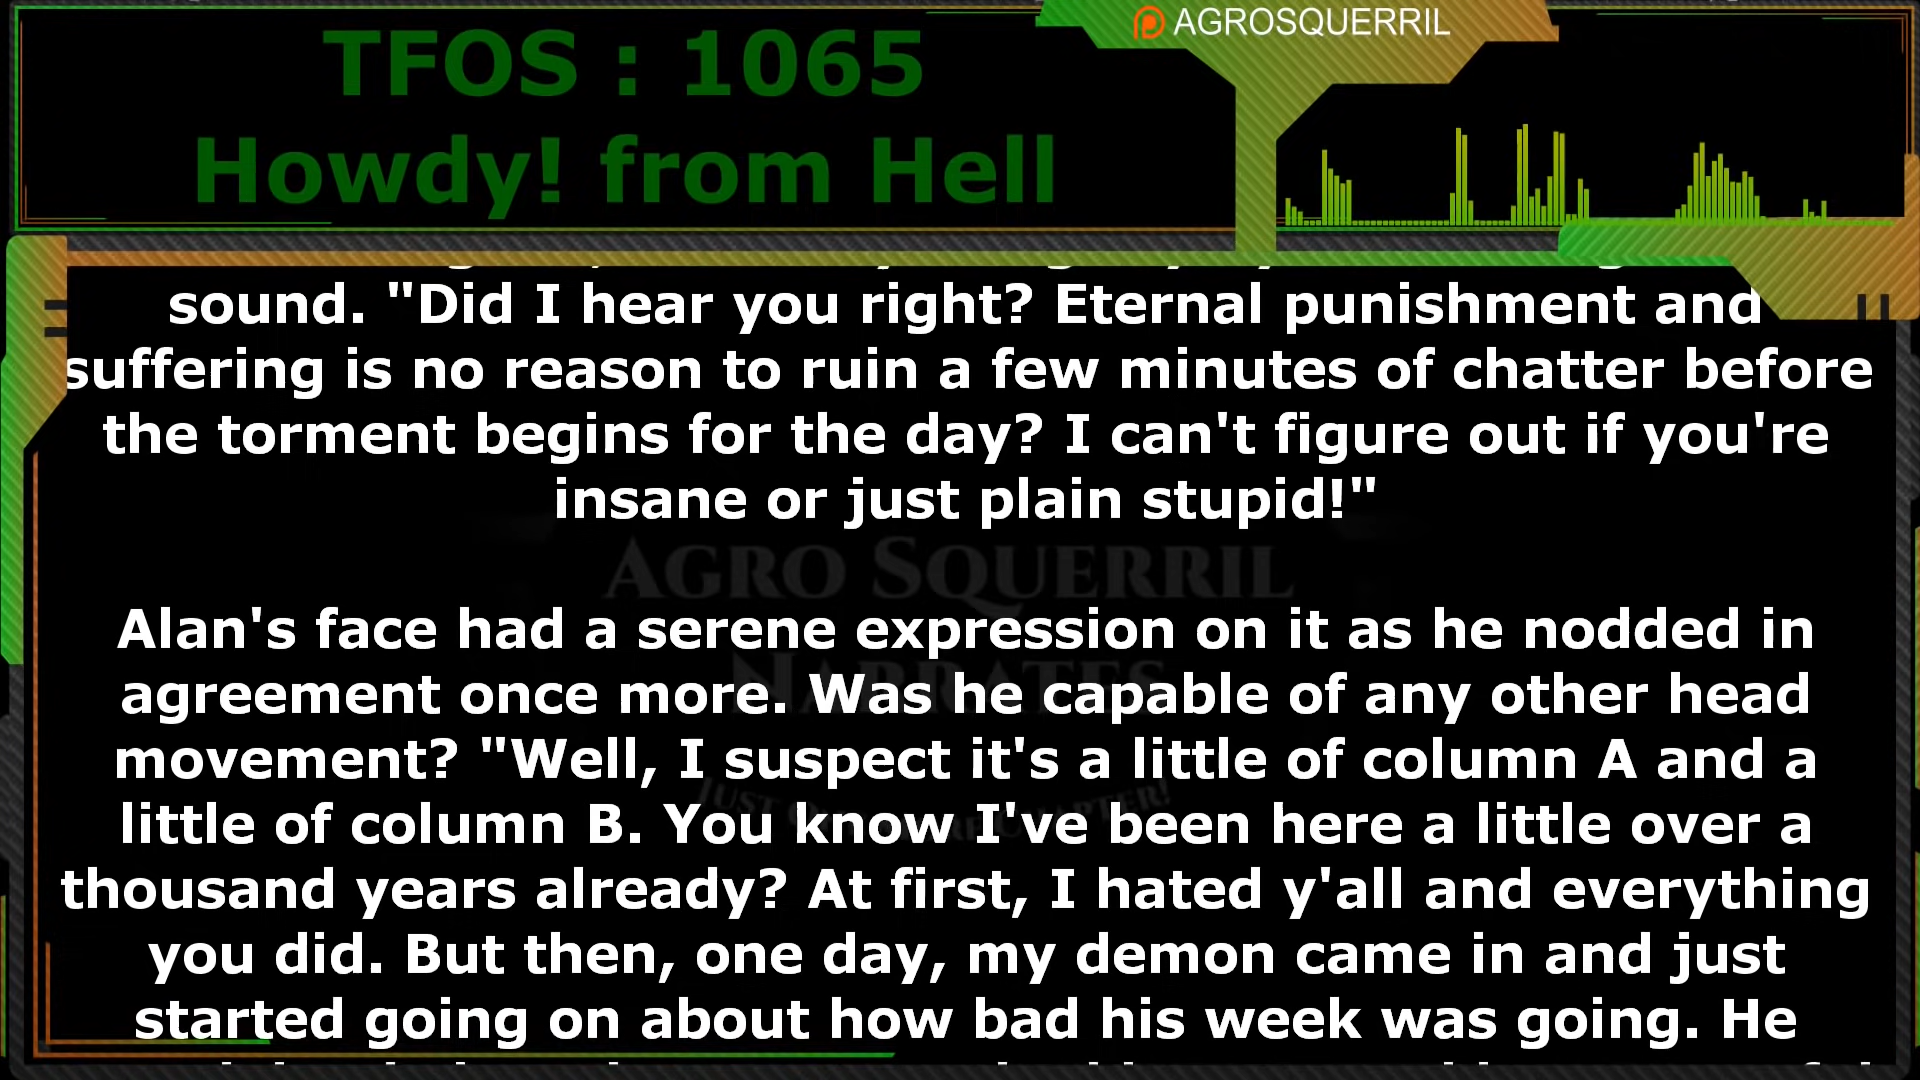 AGROSQUERRIL
TFOS : 1065
Howdy! from Hell
sound. "Did I hear you right? Eternal punishment and
suffering is no reason to ruin a few minutes of chatter before
the torment begins for the day? I can't figure out if you're
insane or just plain stupid!"
AGRO SQUERRIL
NARRATES
Alan's face had a serene expression on it as he nodded in
agreement once more. Was he capable of any other head
movement? "Well, I suspect it's a little of column A and a
little of column B. You know I've been here a little over a
thousand years already? At first, I hated y'all and everything
you did. But then, one day, my demon came in and just
started going on about how bad his week was going. He